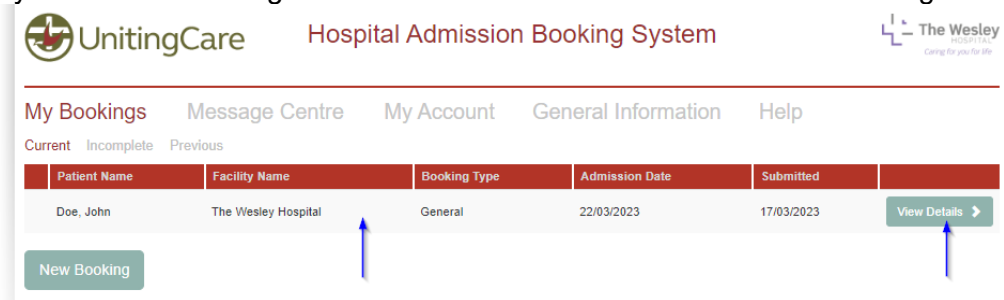 UnitingCare Hospital Admission Booking System The Wesley
HOSPITAL
Caring for you for life
My Bookings Message Centre My Account General Information Help
Current Incomplete Previous
Patient Name Facility Name Booking Type Admission Date Submitted
Doe, John The Wesley Hospital General 22/03/2023 17/03/2023 View Details
New Booking